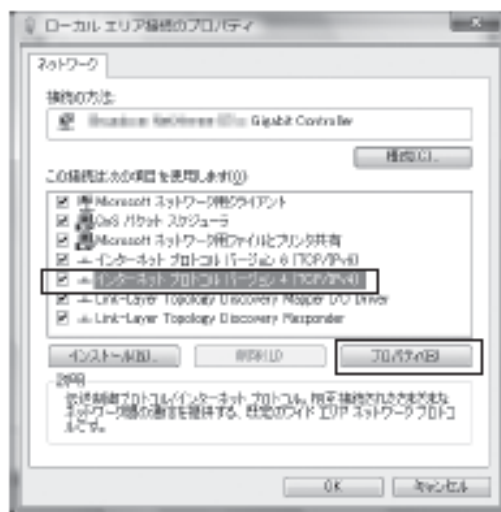 ローカル エリア接続のプロパティ
ネットワーク
接続の方法:
Gigabit Controller
構成(C)...
この接続は次の項目を使用します(O):
Microsoft ネットワーク用クライアント
QoS パケット スケジューラ
Microsoft ネットワーク用ファイルとプリンタ共有
インターネット プロトコル バージョン 6 (TCP/IPv6)
インターネット プロトコル バージョン 4 (TCP/IPv4)
Link-Layer Topology Discovery Mapper I/O Driver
Link-Layer Topology Discovery Responder
インストール(N)...
削除(U)
プロパティ(R)
説明
伝送制御プロトコル/インターネット プロトコル。相互接続されたさまざまな
ネットワーク間の通信を提供する、既定のワイド エリア ネットワーク プロトコ
ルです。
OK
キャンセル